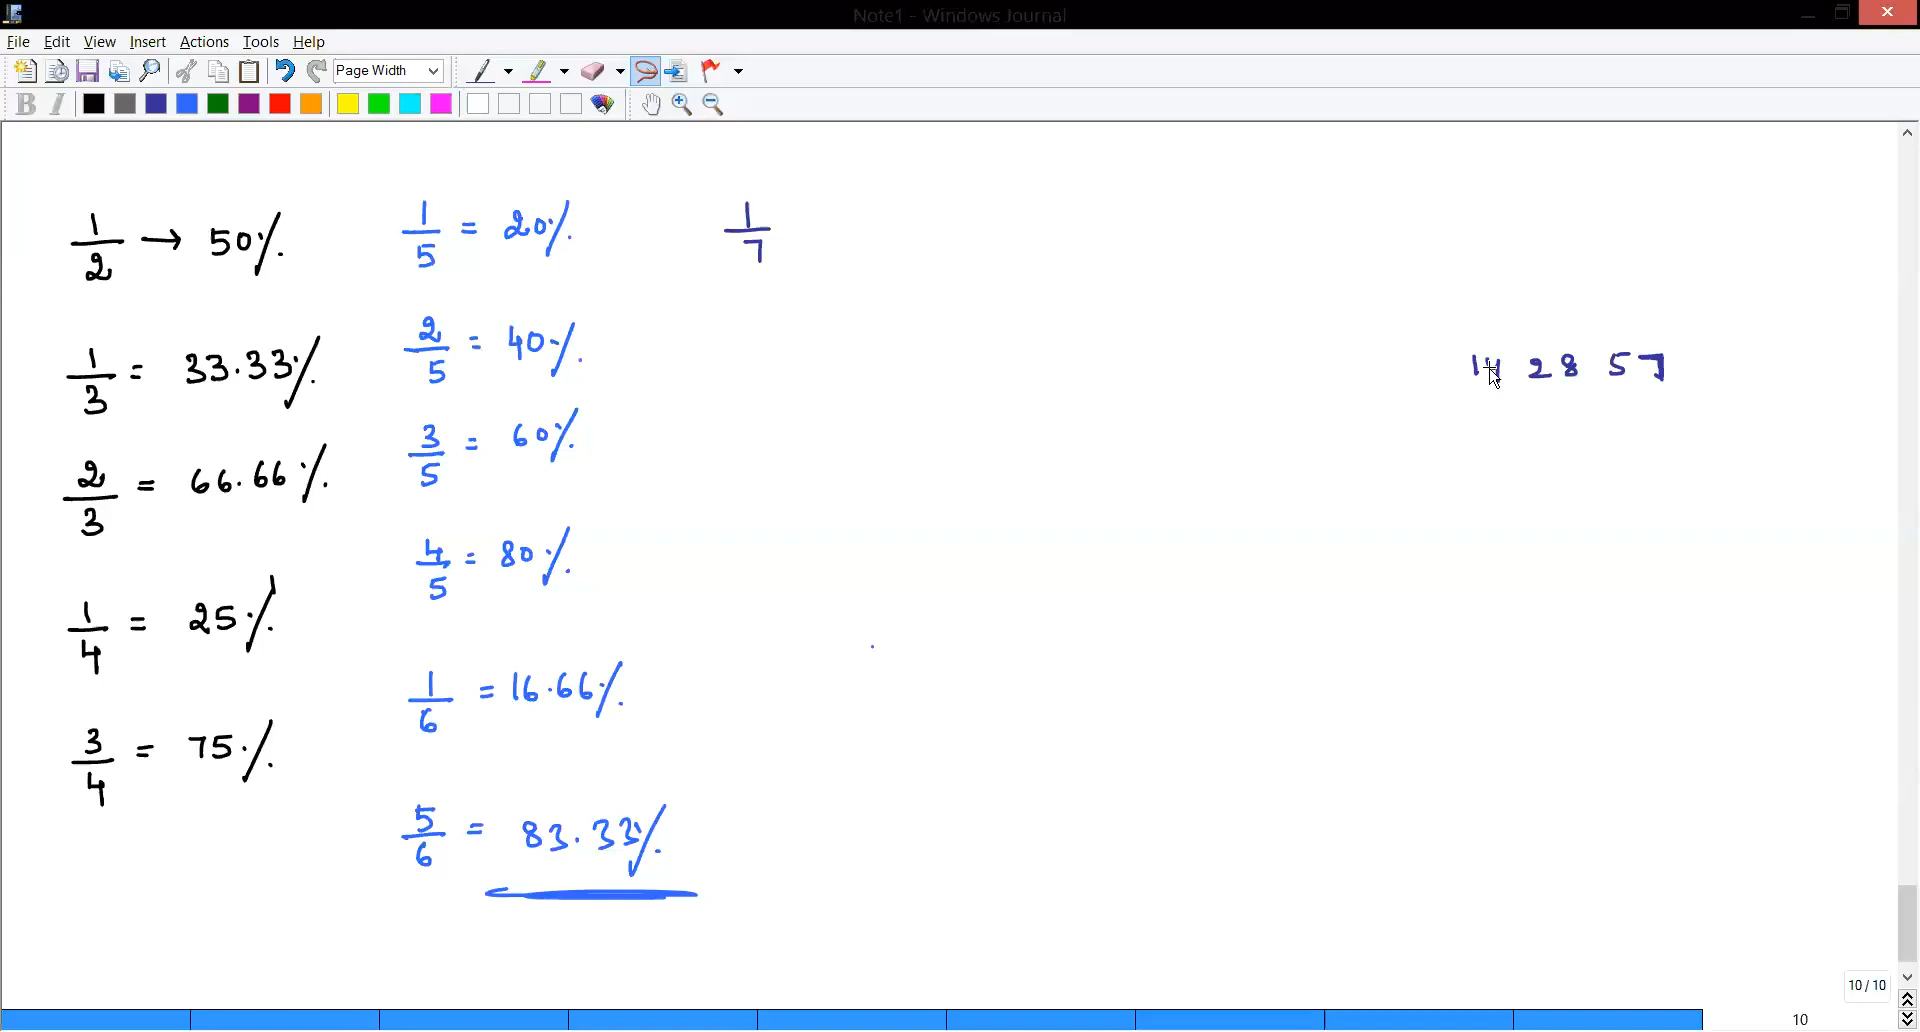 Note1 - Windows Journal
File Edit View Insert Actions Tools Help
Page Width
B I
1/2 → 50%
1/3 = 33.33%
2/3 = 66.66%
1/4 = 25%
3/4 = 75%
1/5 = 20%
2/5 = 40%
3/5 = 60%
4/5 = 80%
1/6 = 16.66%
5/6 = 83.33%
1/7
14 28 57
10 / 10
10